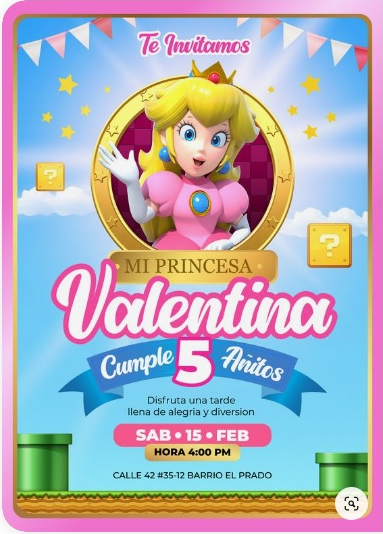 Te Invitamos
? ?
MI PRINCESA
Valentina
Cumple 5 Añitos
Disfruta una tarde
llena de alegria y diversion
SAB • 15 • FEB
HORA 4:00 PM
CALLE 42 #35-12 BARRIO EL PRADO